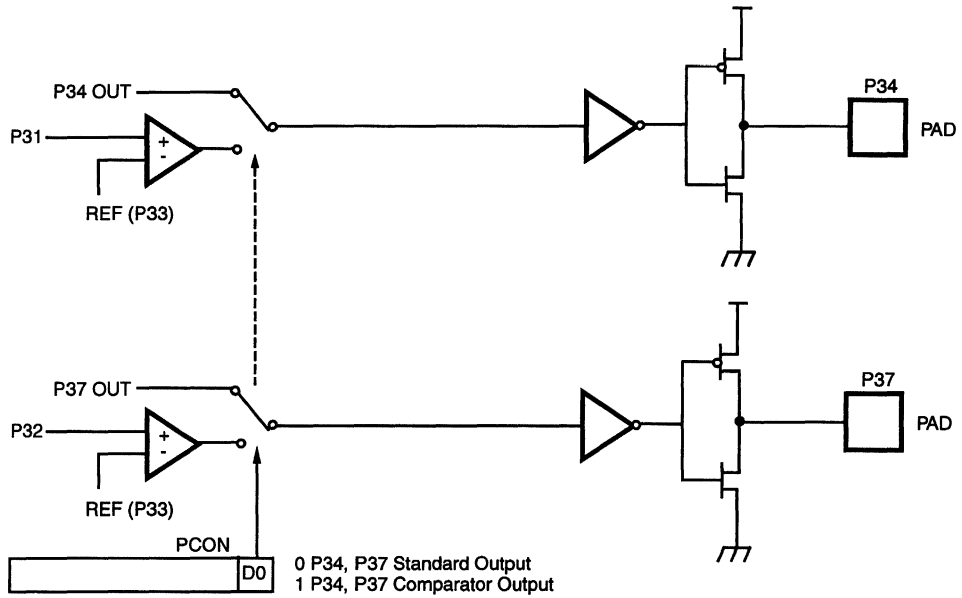 P34 OUT
P31
+
-
REF (P33)
P34
PAD
P37 OUT
P32
+
-
REF (P33)
P37
PAD
PCON
D0
0 P34, P37 Standard Output
1 P34, P37 Comparator Output